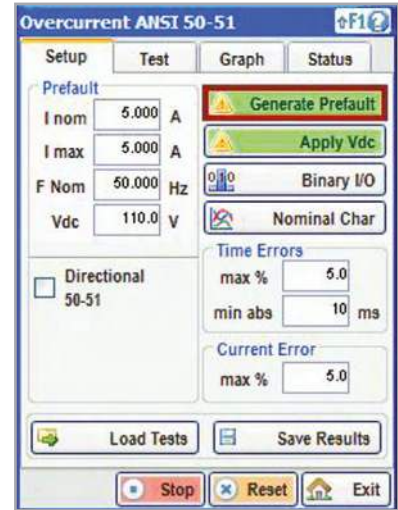 Overcurrent ANSI 50-51 F1?
Setup Test Graph Status
Prefault
I nom 5.000 A
I max 5.000 A
F Nom 50.000 Hz
Vdc 110.0 V
Directional
50-51
Generate Prefault
Apply Vdc
Binary I/O
Nominal Char
Time Errors
max % 5.0
min abs 10 ms
Current Error
max % 5.0
Load Tests Save Results
Stop Reset Exit